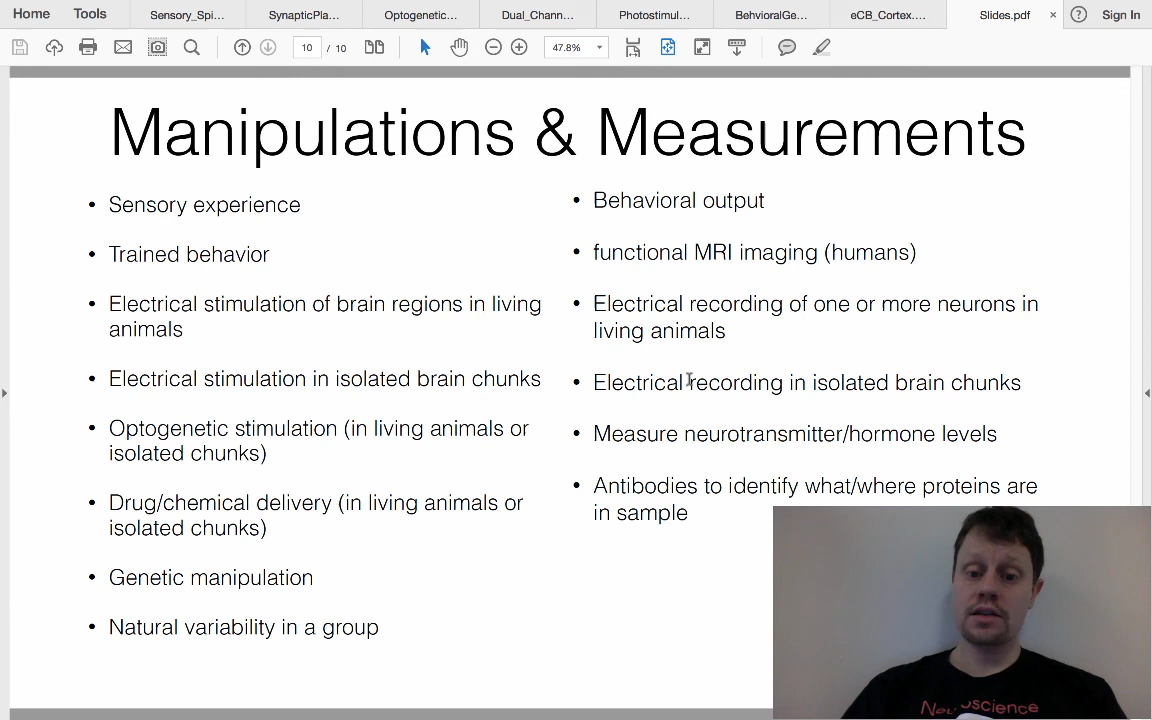 Home Tools Sensory_Spi... SynapticPla... Optogenetic... Dual_Chann... Photostimul... BehvioralGe... eCB_Cortex.... Slides.pdf × ? Sign In
10 / 10 47.8%
Manipulations & Measurements
• Sensory experience
• Trained behavior
• Electrical stimulation of brain regions in living
animals
• Electrical stimulation in isolated brain chunks
• Optogenetic stimulation (in living animals or
isolated chunks)
• Drug/chemical delivery (in living animals or
isolated chunks)
• Genetic manipulation
• Natural variability in a group
• Behavioral output
• functional MRI imaging (humans)
• Electrical recording of one or more neurons in
living animals
• Electrical recording in isolated brain chunks
• Measure neurotransmitter/hormone levels
• Antibodies to identify what/where proteins are
in sample
Neuroscience